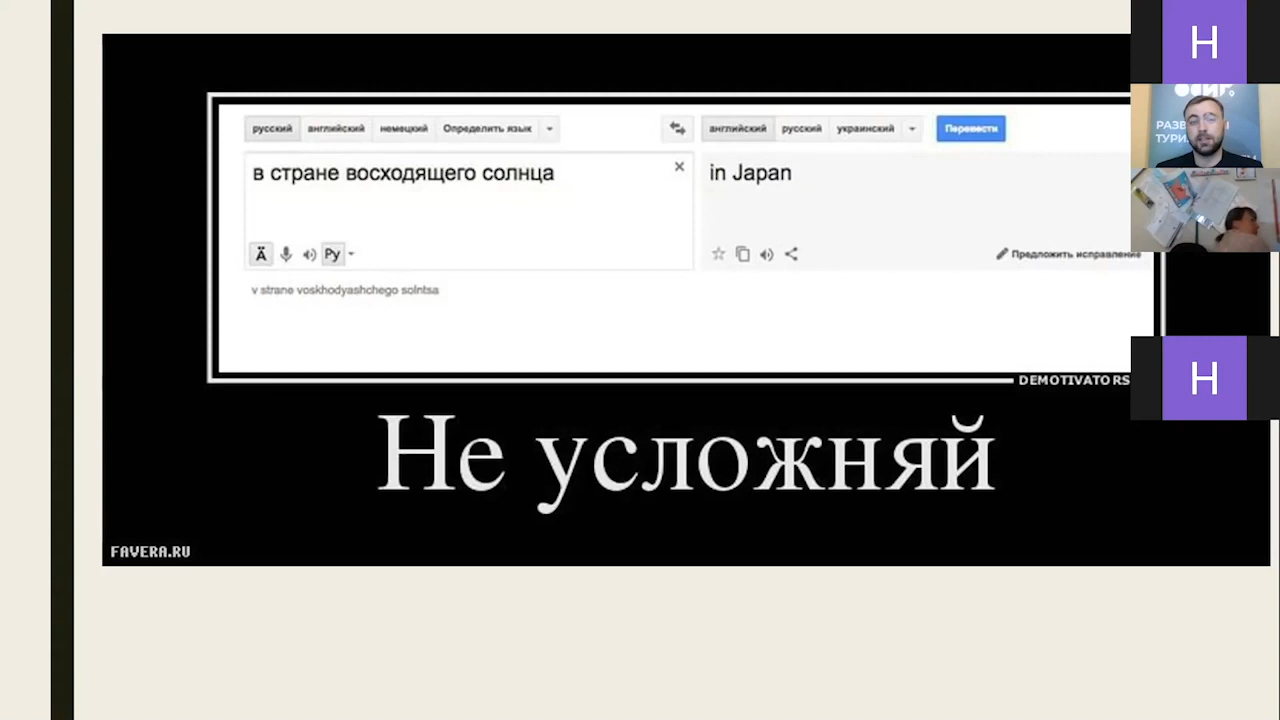 русский английский немецкий Определить язык
английский русский украинский
Перевести
в стране восходящего солнца
in Japan
Ру
Предложить исправление
v strane voskhodyashchego solntsa
DEMOTIVATORS
Не усложняй
FAVERA.RU
Н
Н